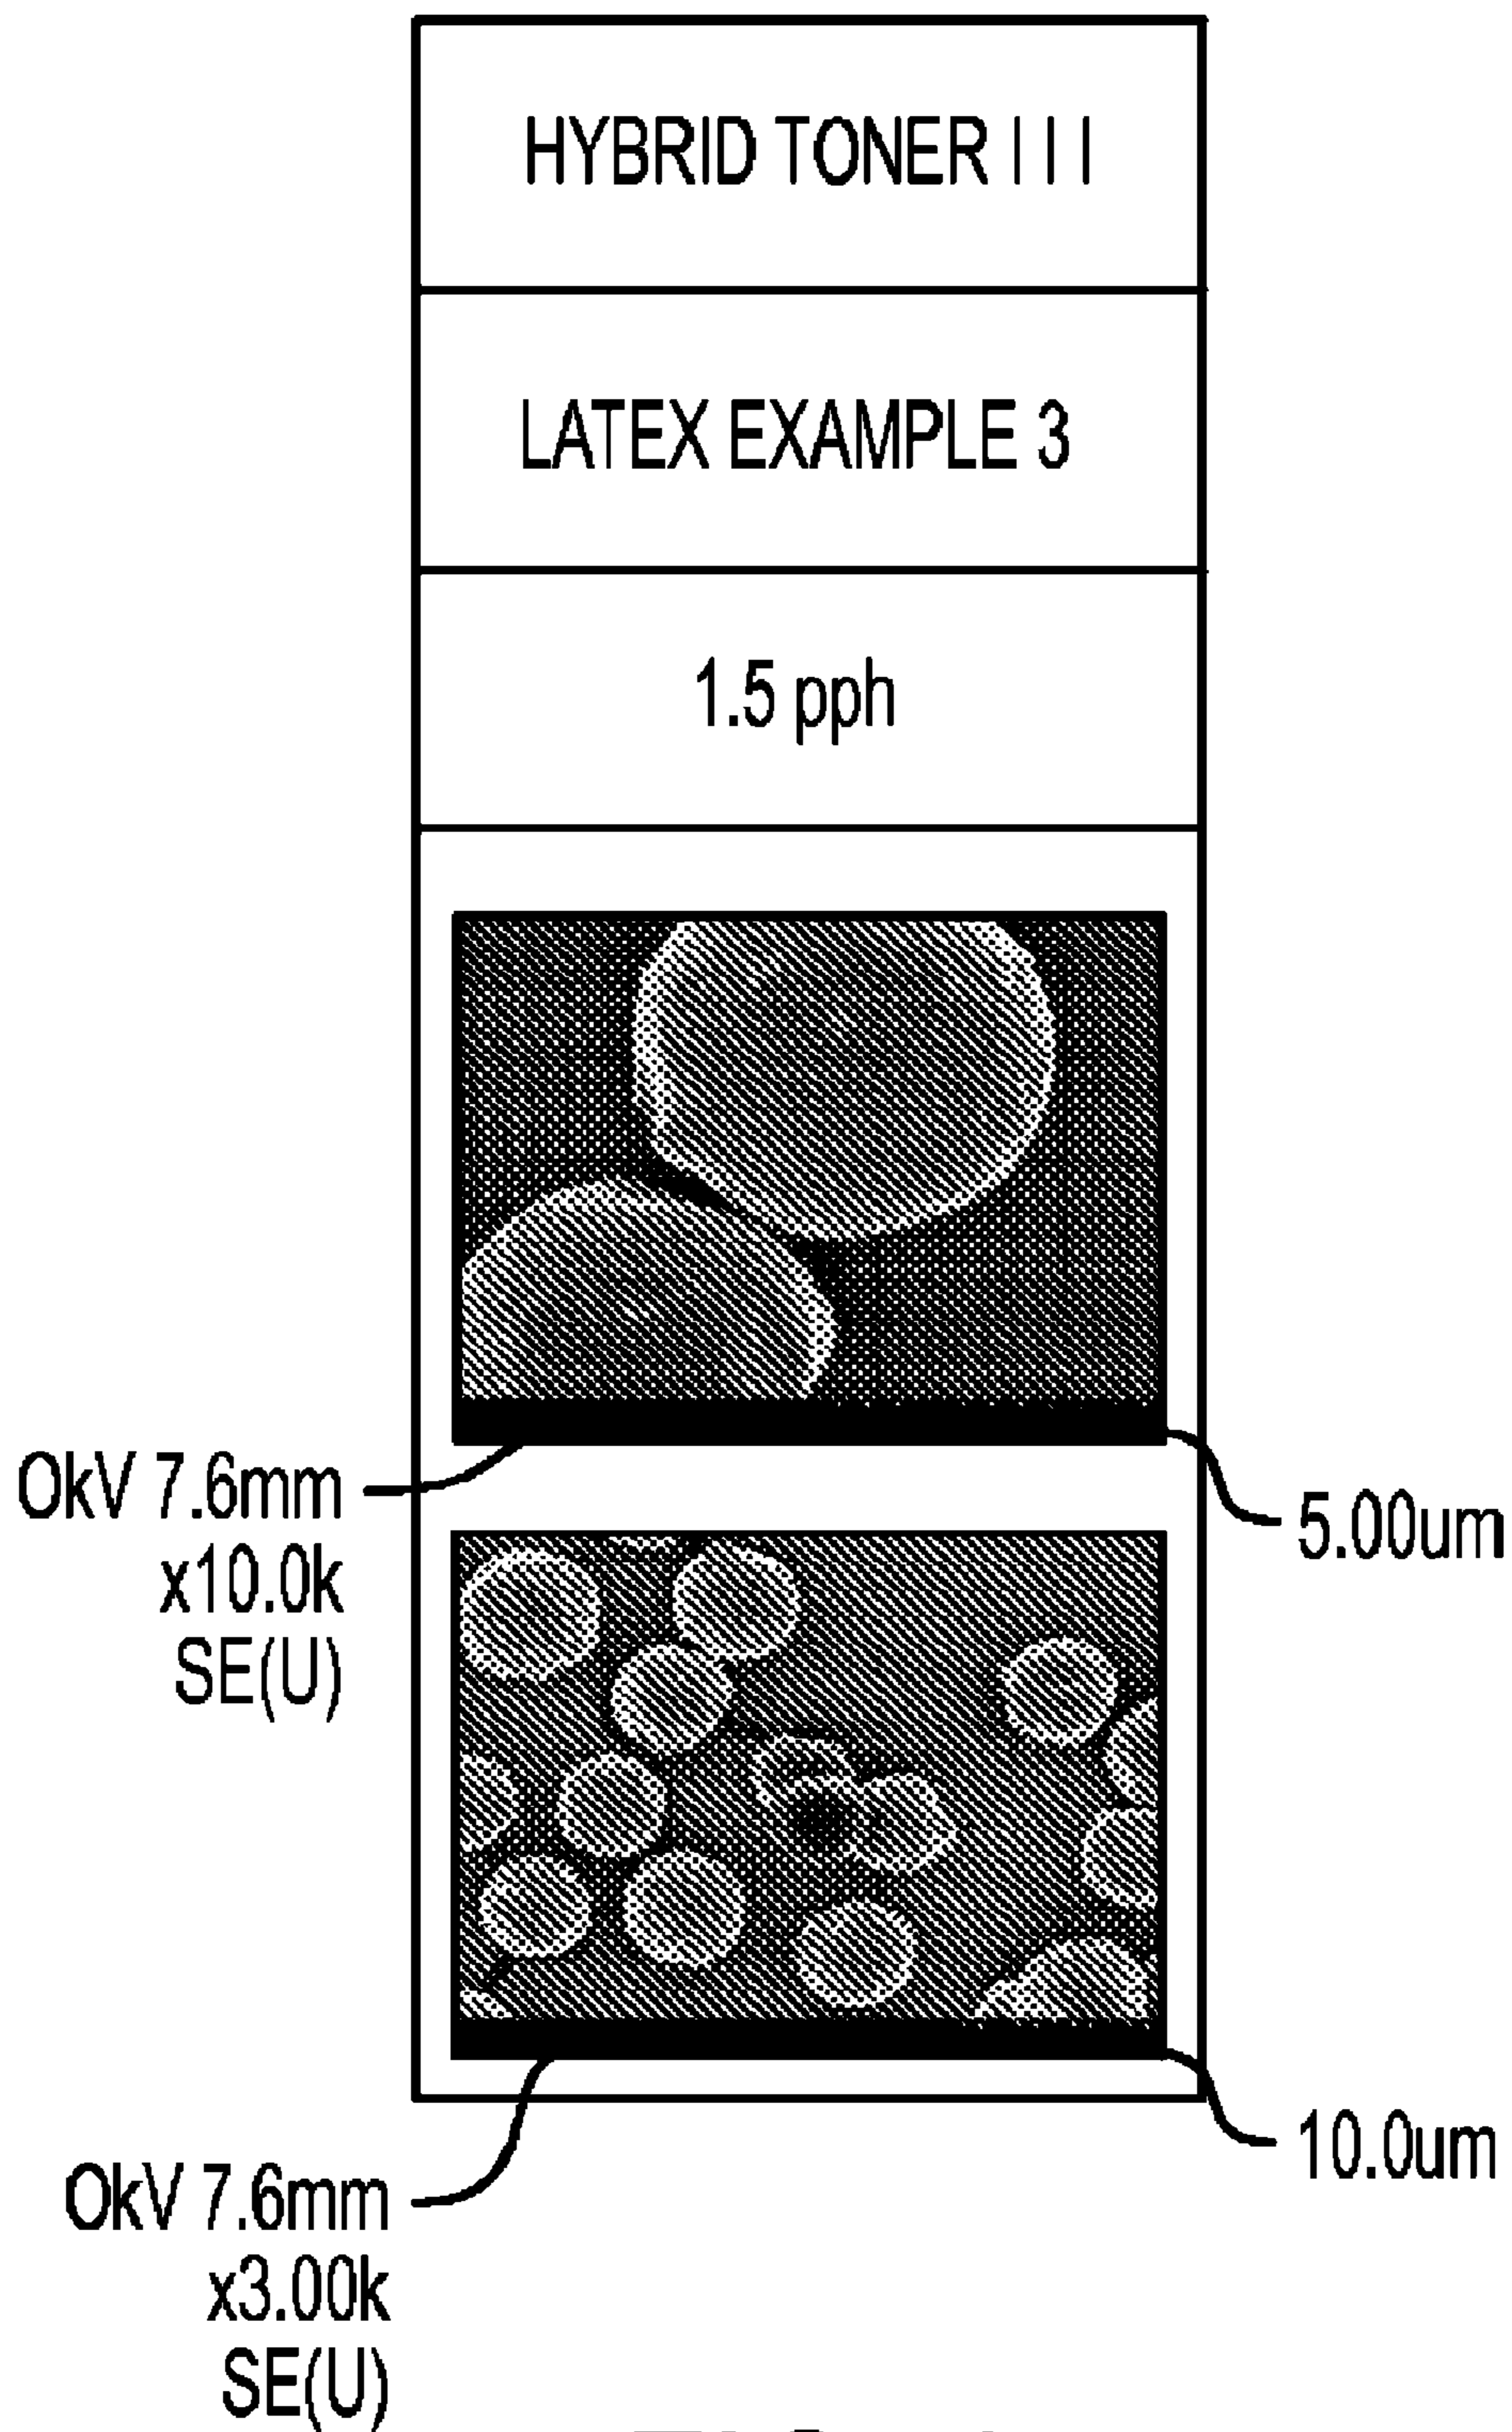 HYBRID TONER III
LATEX EXAMPLE 3
1.5 pph
OkV 7.6mm
x10.0k
SE(U)
5.00um
OkV 7.6mm
x3.00k
SE(U)
10.0um